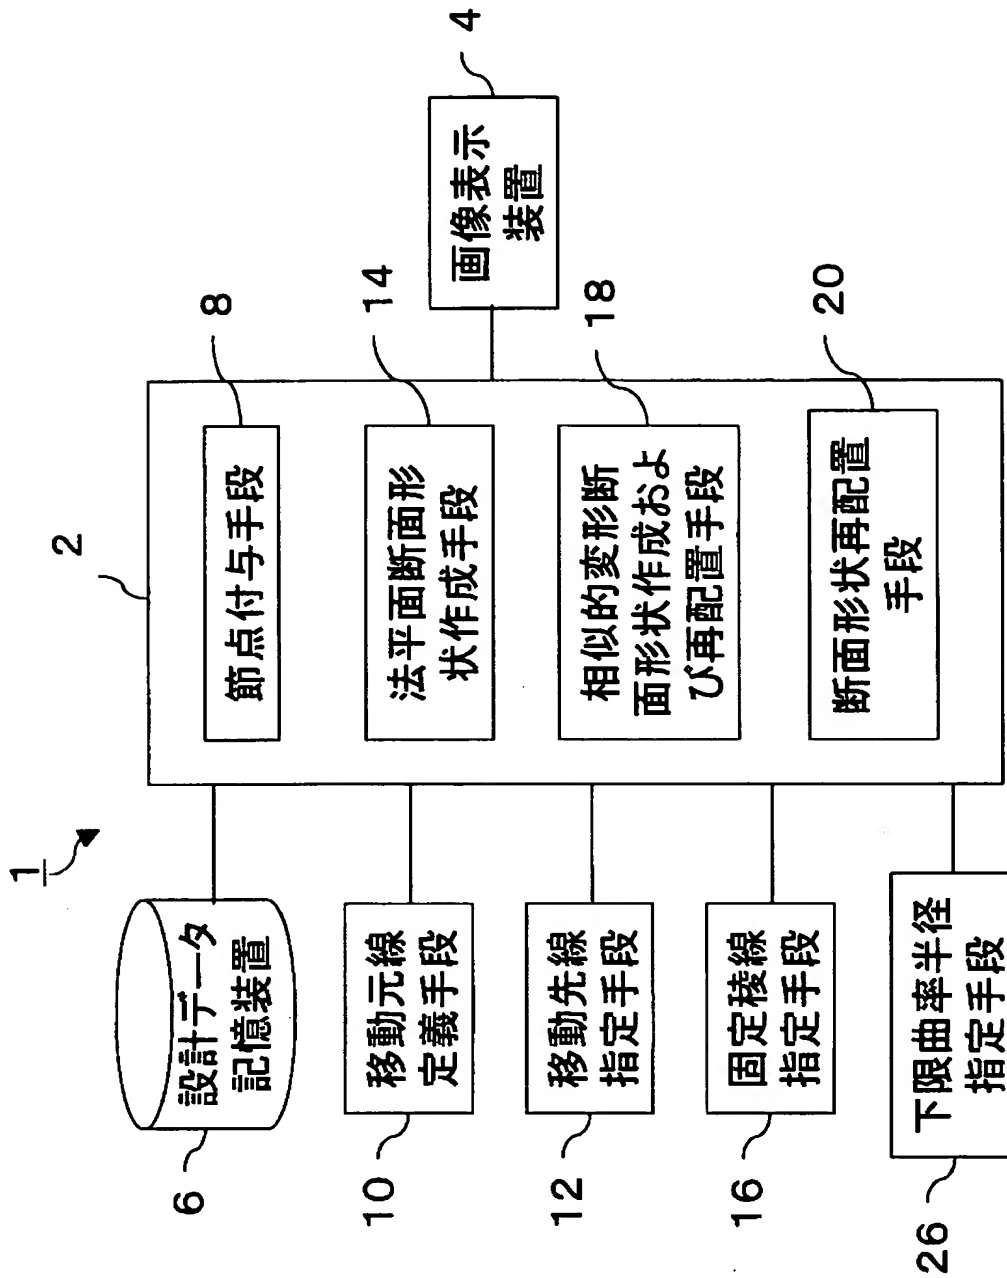 1
2
設計データ
記憶装置
6
移動元線
定義手段
10
移動先線
指定手段
12
固定稜線
指定手段
16
下限曲率半径
指定手段
26
節点付与手段
8
法平面断面形
状作成手段
14
相似的変形断
面形状作成およ
び再配置手段
18
断面形状再配置
手段
20
画像表示
装置
4